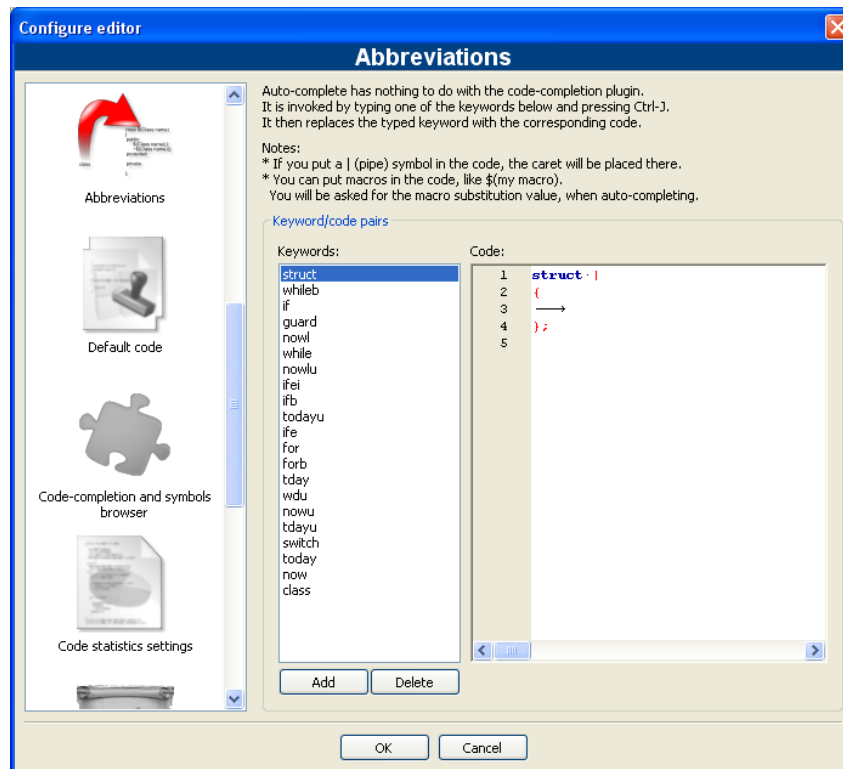 Configure editor
Abbreviations
Auto-complete has nothing to do with the code-completion plugin.
It is invoked by typing one of the keywords below and pressing Ctrl-J.
It then replaces the typed keyword with the corresponding code.
Notes:
* If you put a | (pipe) symbol in the code, the caret will be placed there.
* You can put macros in the code, like $(my macro).
You will be asked for the macro substitution value, when auto-completing.
Abbreviations
Default code
Code-completion and symbols
browser
Code statistics settings
Keyword/code pairs
Keywords:
struct
whileb
if
guard
nowl
while
nowlu
ifei
ifb
todayu
ife
for
forb
tday
wdu
nowu
tdayu
switch
today
now
class
Code:
1 struct |
2 {
3
4 };
5
Add
Delete
OK
Cancel